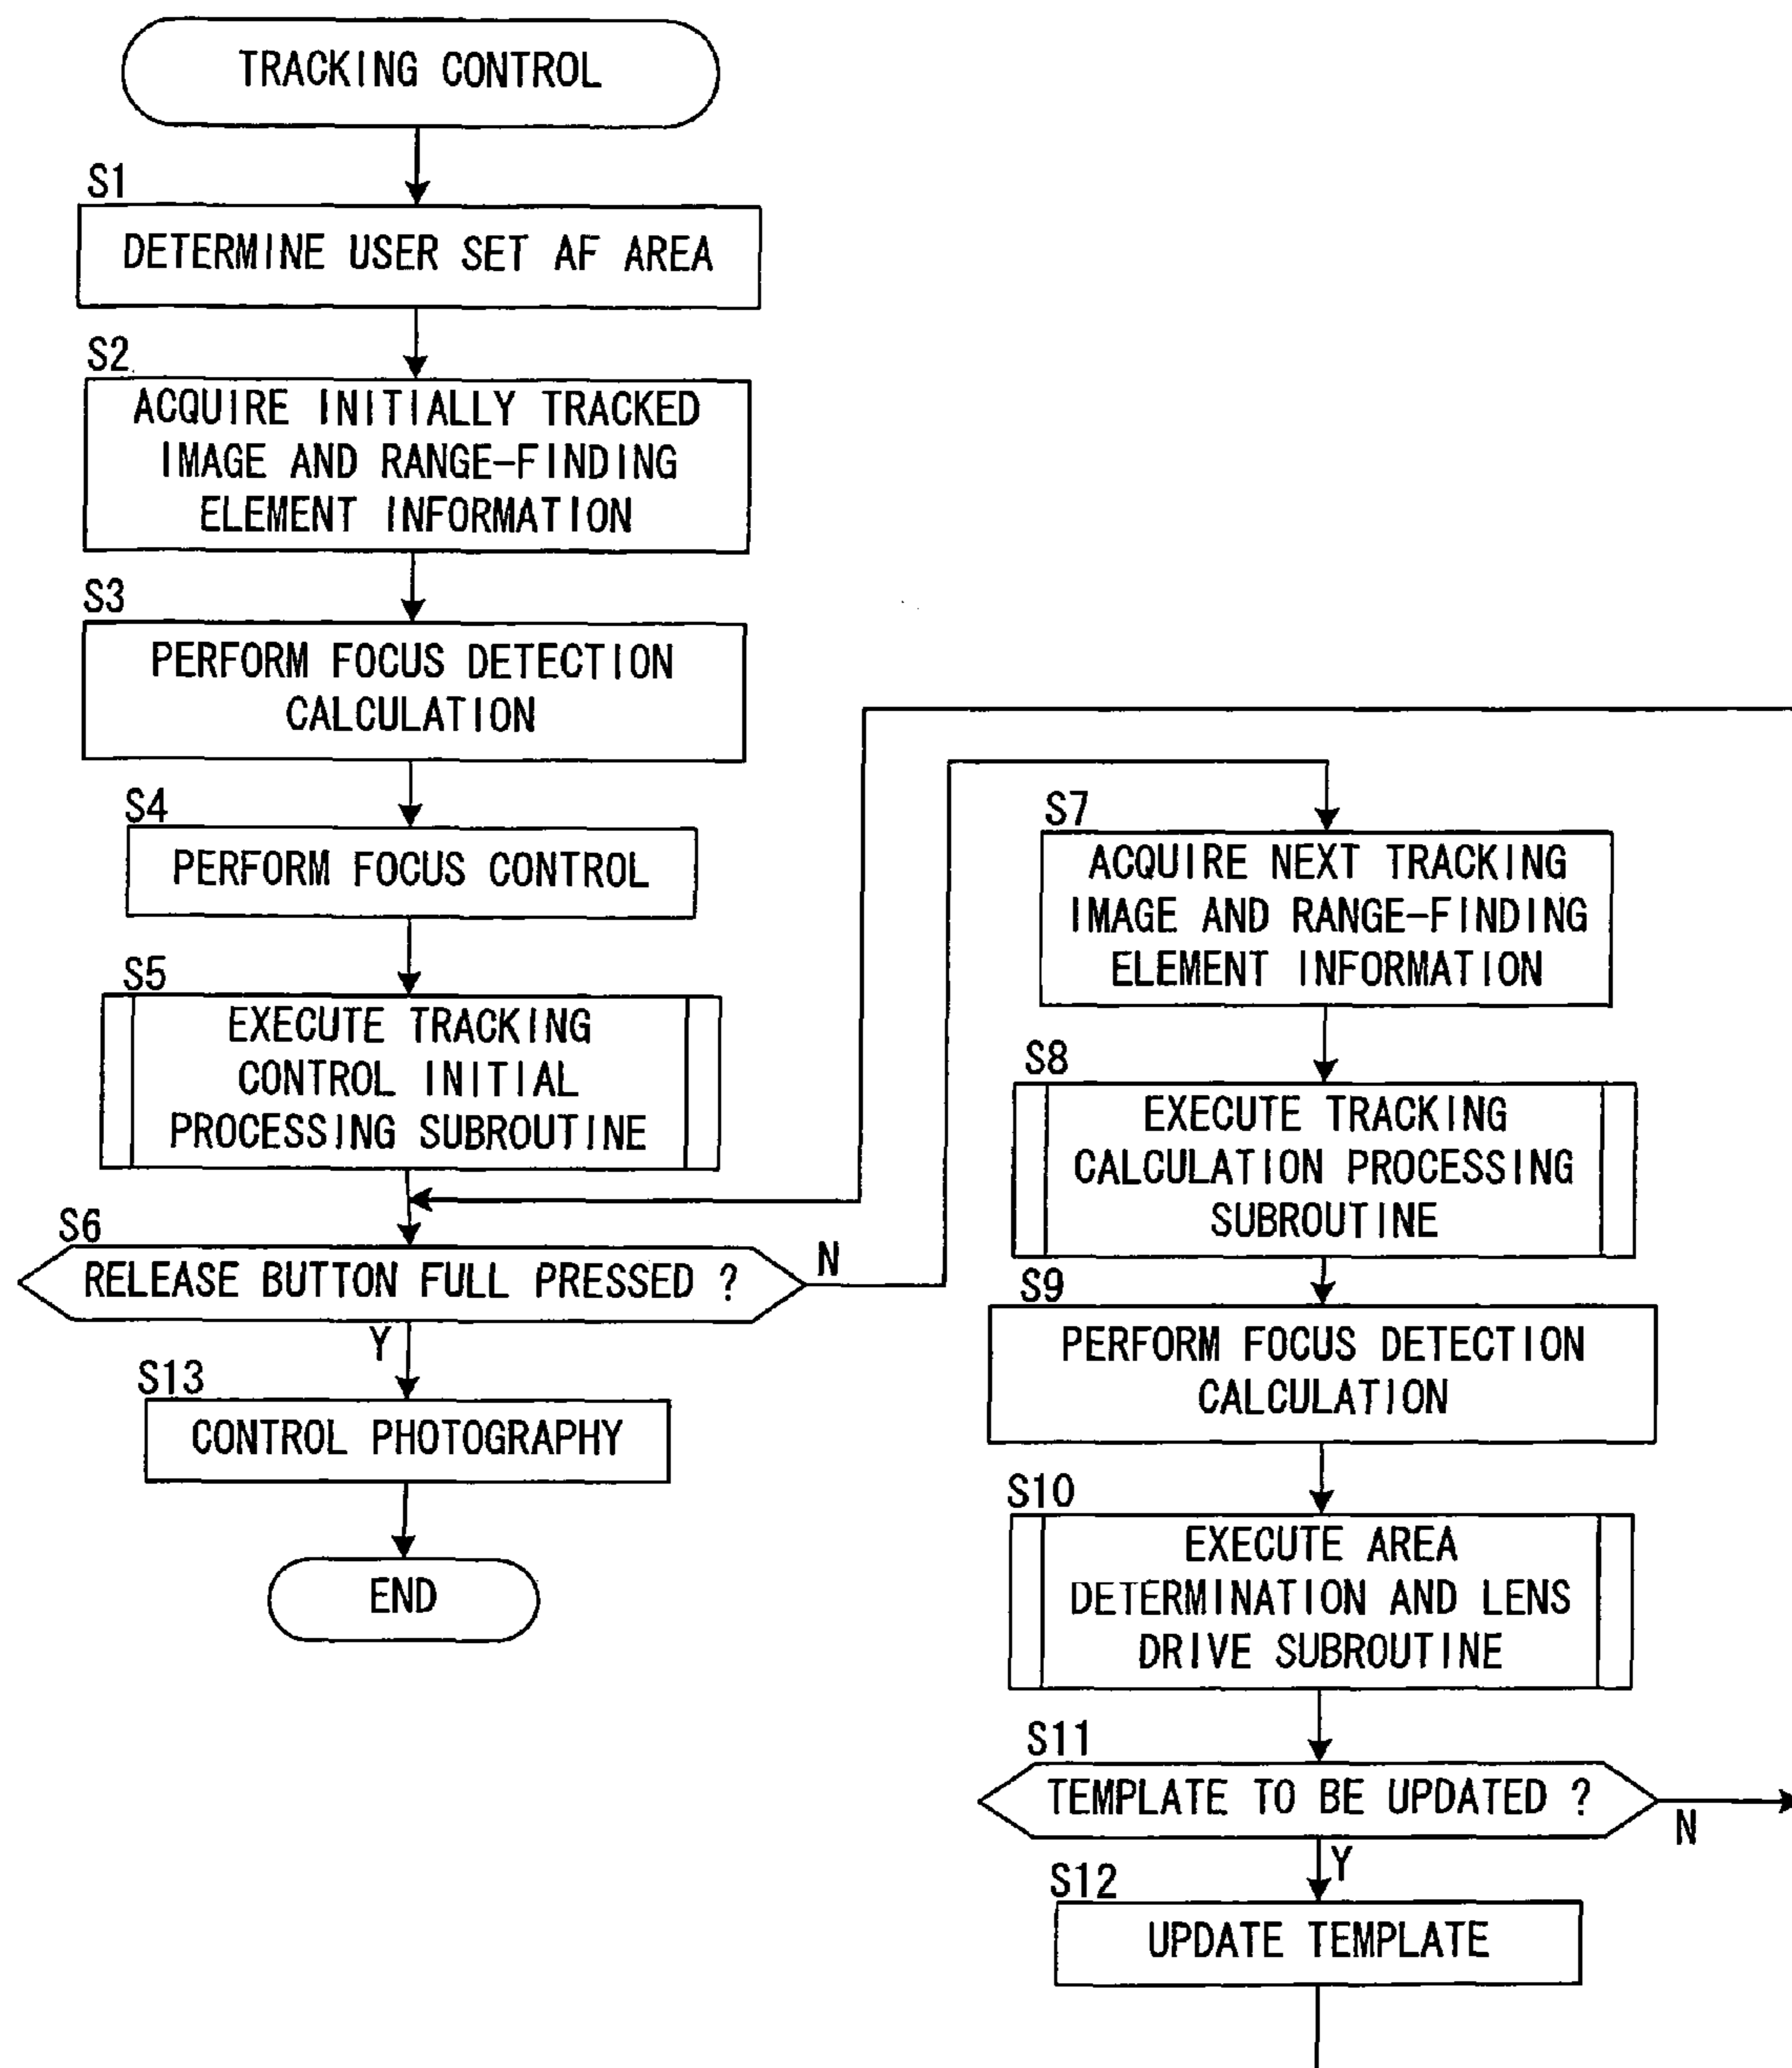 TRACKING CONTROL
S1
DETERMINE USER SET AF AREA
S2
ACQUIRE INITIALLY TRACKED
IMAGE AND RANGE-FINDING
ELEMENT INFORMATION
S3
PERFORM FOCUS DETECTION
CALCULATION
S4
PERFORM FOCUS CONTROL
S5
EXECUTE TRACKING
CONTROL INITIAL
PROCESSING SUBROUTINE
S6
RELEASE BUTTON FULL PRESSED ?
N
Y
S13
CONTROL PHOTOGRAPHY
END
S7
ACQUIRE NEXT TRACKING
IMAGE AND RANGE-FINDING
ELEMENT INFORMATION
S8
EXECUTE TRACKING
CALCULATION PROCESSING
SUBROUTINE
S9
PERFORM FOCUS DETECTION
CALCULATION
S10
EXECUTE AREA
DETERMINATION AND LENS
DRIVE SUBROUTINE
S11
TEMPLATE TO BE UPDATED ?
N
Y
S12
UPDATE TEMPLATE